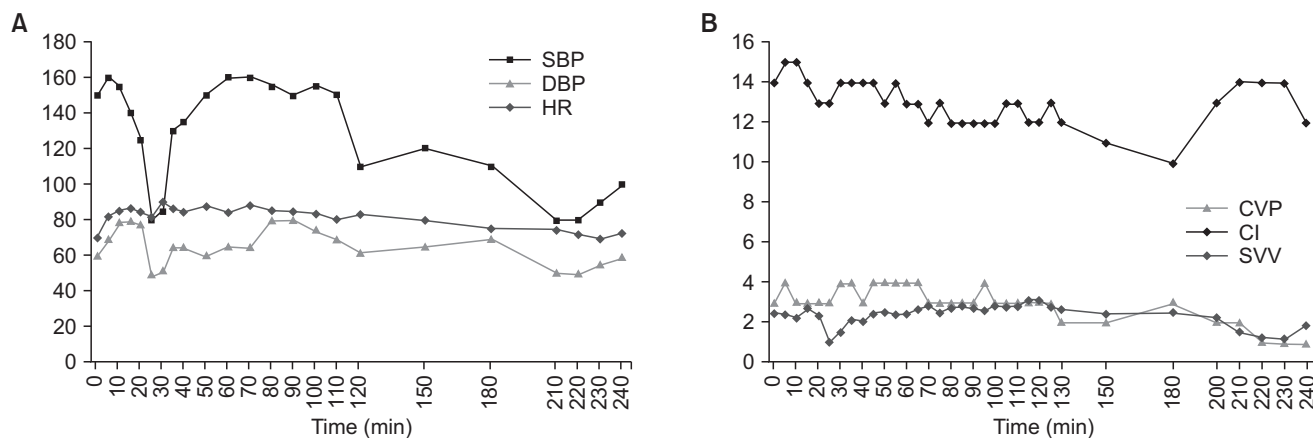 A
180
160
140
120
100
80
60
40
20
0
SBP
DBP
HR
0 10 20 30 40 50 60 70 80 90 100 110 120 150 180 210 220 230 240
Time (min)
B
16
14
12
10
8
6
4
2
0
CVP
CI
SVV
0 10 20 30 40 50 60 70 80 90 100 110 120 130 150 180 200 210 220 230 240
Time (min)